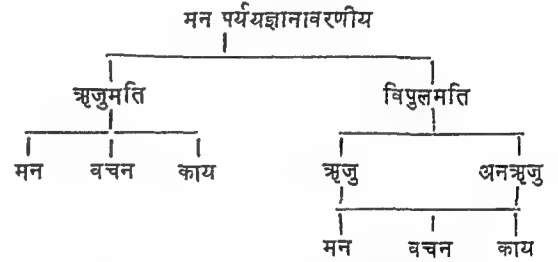 मन पर्ययज्ञानावरणीय
ऋजुमति विपुलमति
मन वचन काय ऋजु अनऋजु
मन वचन काय